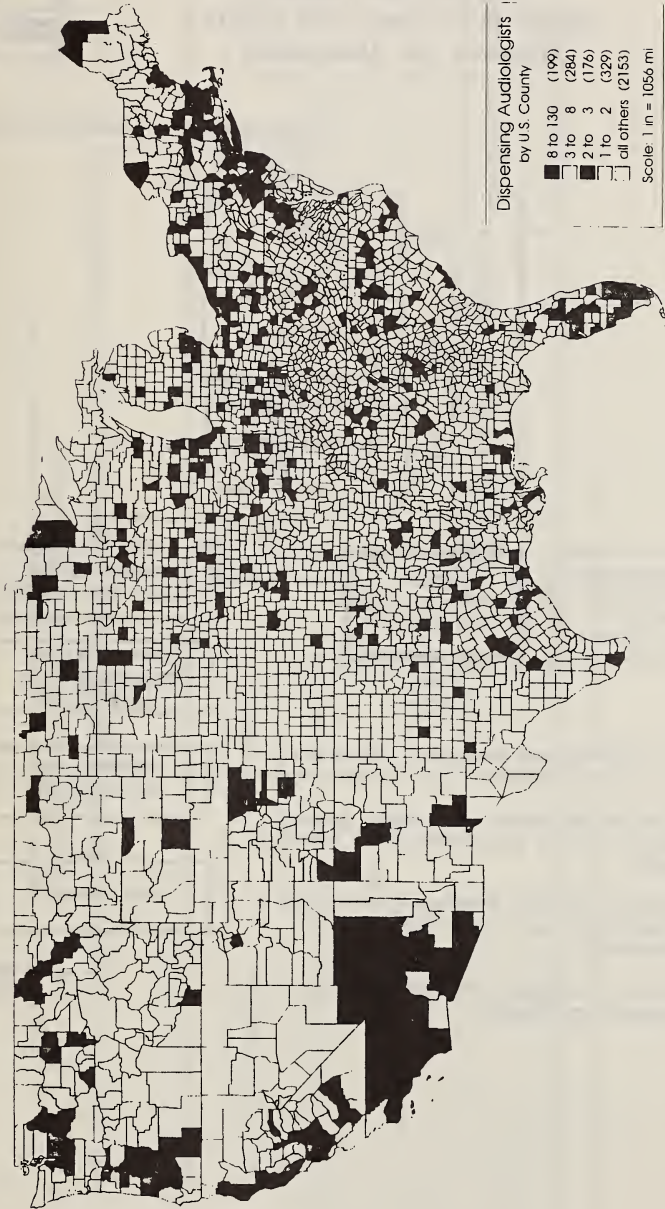 Dispensing Audiologists
by U.S. County
8 to 130 (199)
3 to 8 (284)
2 to 3 (176)
1 to 2 (329)
all others (2153)
Scale: 1 in = 1056 mi